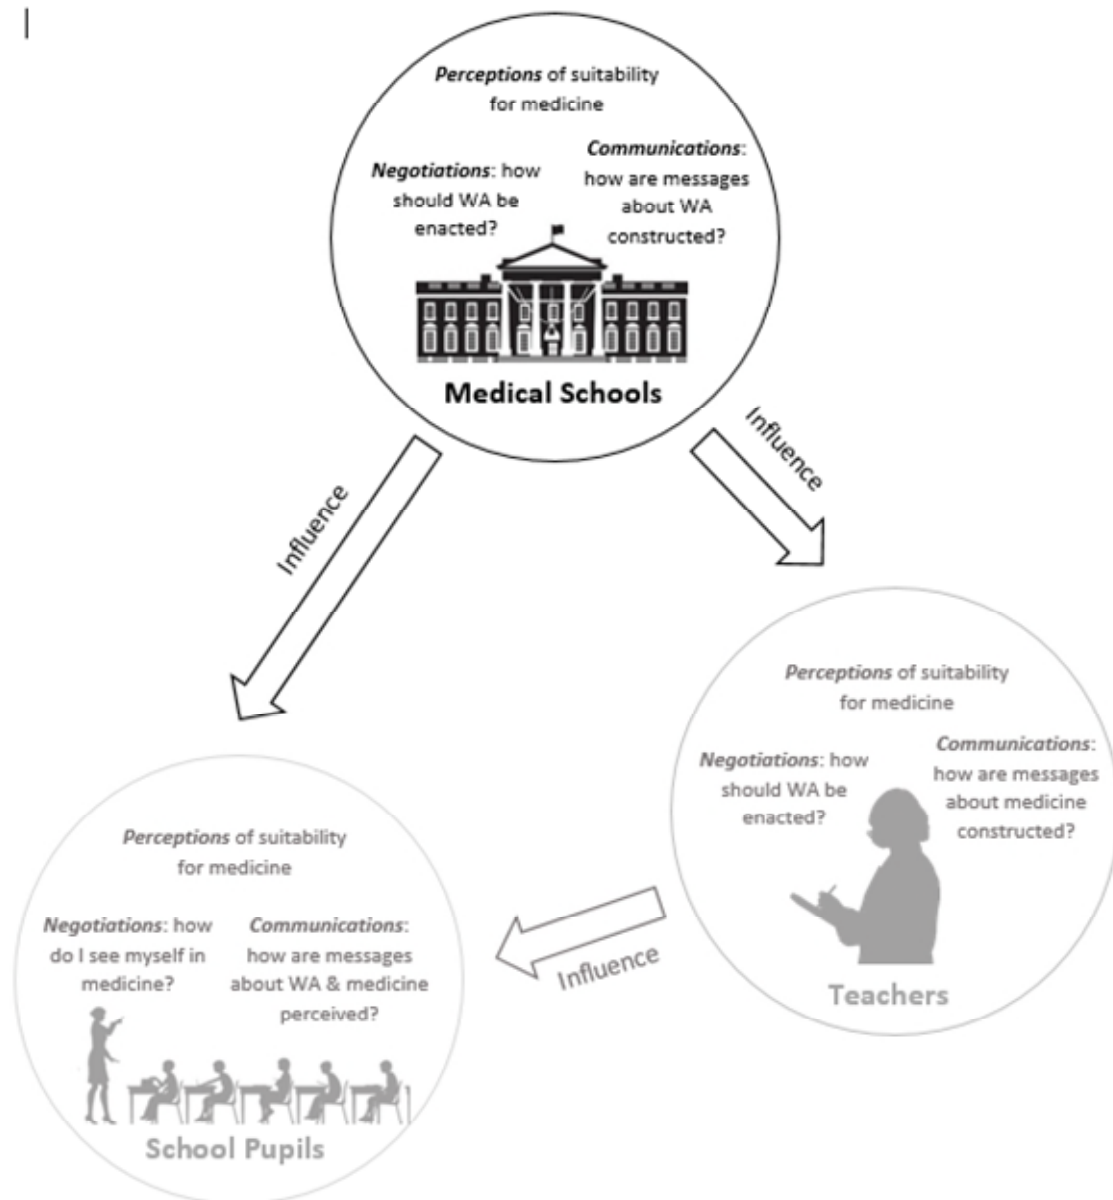 Perceptions of suitability
for medicine
Negotiations: how
should WA be
enacted?
Communications:
how are messages
about WA
constructed?
Medical Schools
Influence
Influence
Perceptions of suitability
for medicine
Negotiations: how
should WA be
enacted?
Communications:
how are messages
about medicine
constructed?
Teachers
Influence
Perceptions of suitability
for medicine
Negotiations: how
do I see myself in
medicine?
Communications:
how are messages
about WA & medicine
perceived?
School Pupils